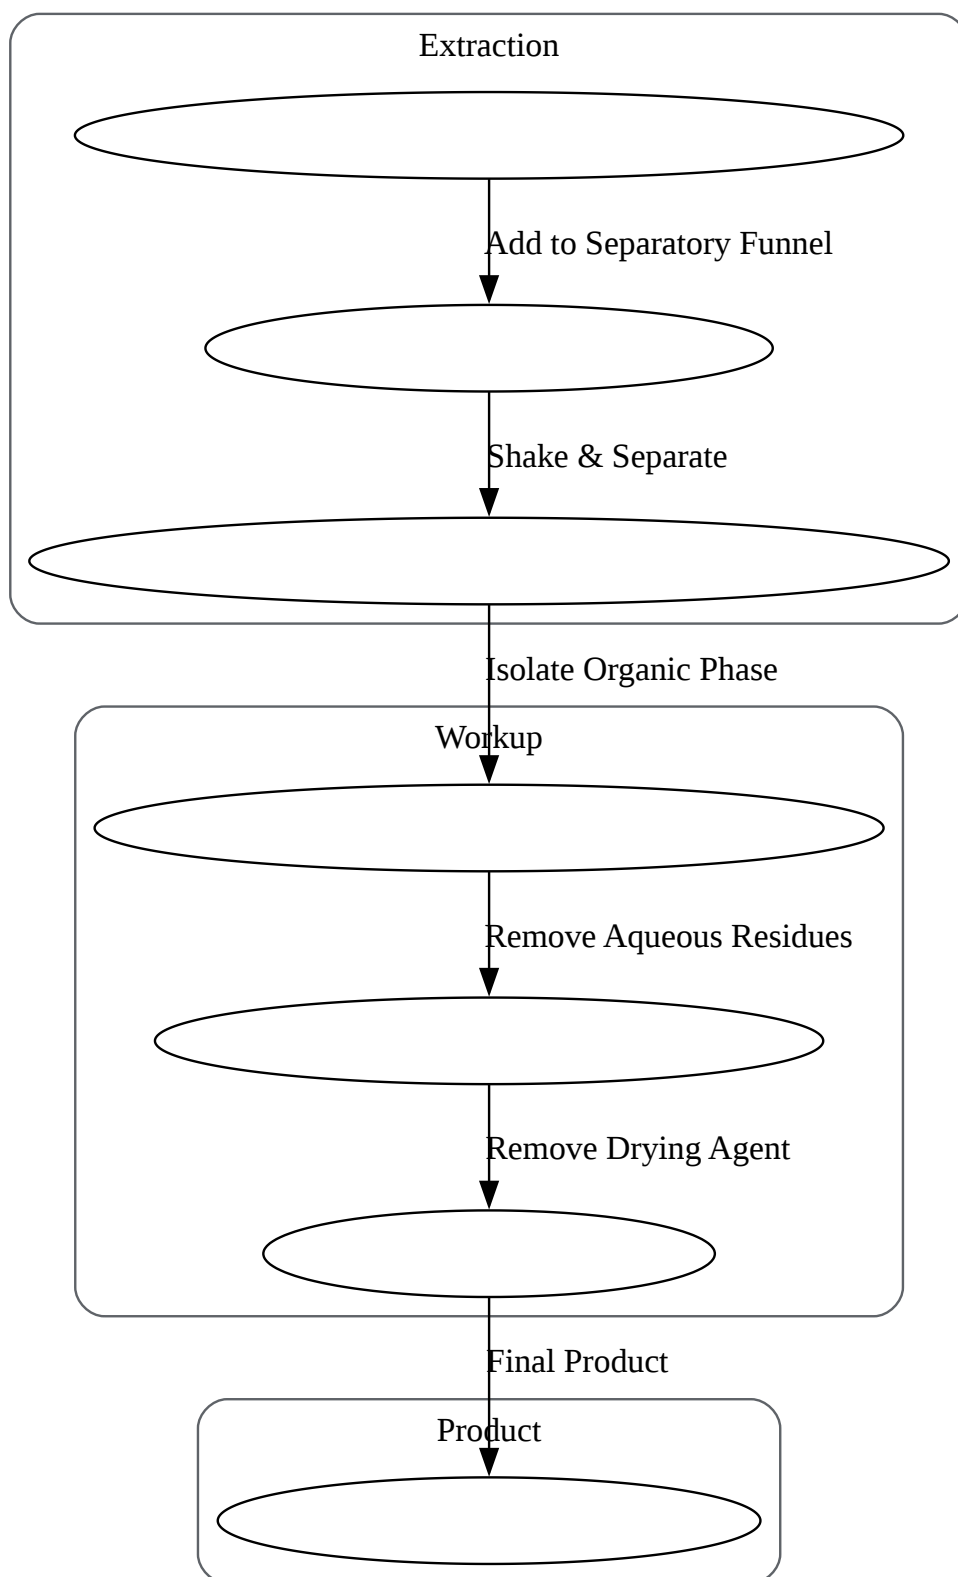 Extraction
Add to Separatory Funnel
Shake & Separate
Isolate Organic Phase
Workup
Remove Aqueous Residues
Remove Drying Agent
Final Product
Product